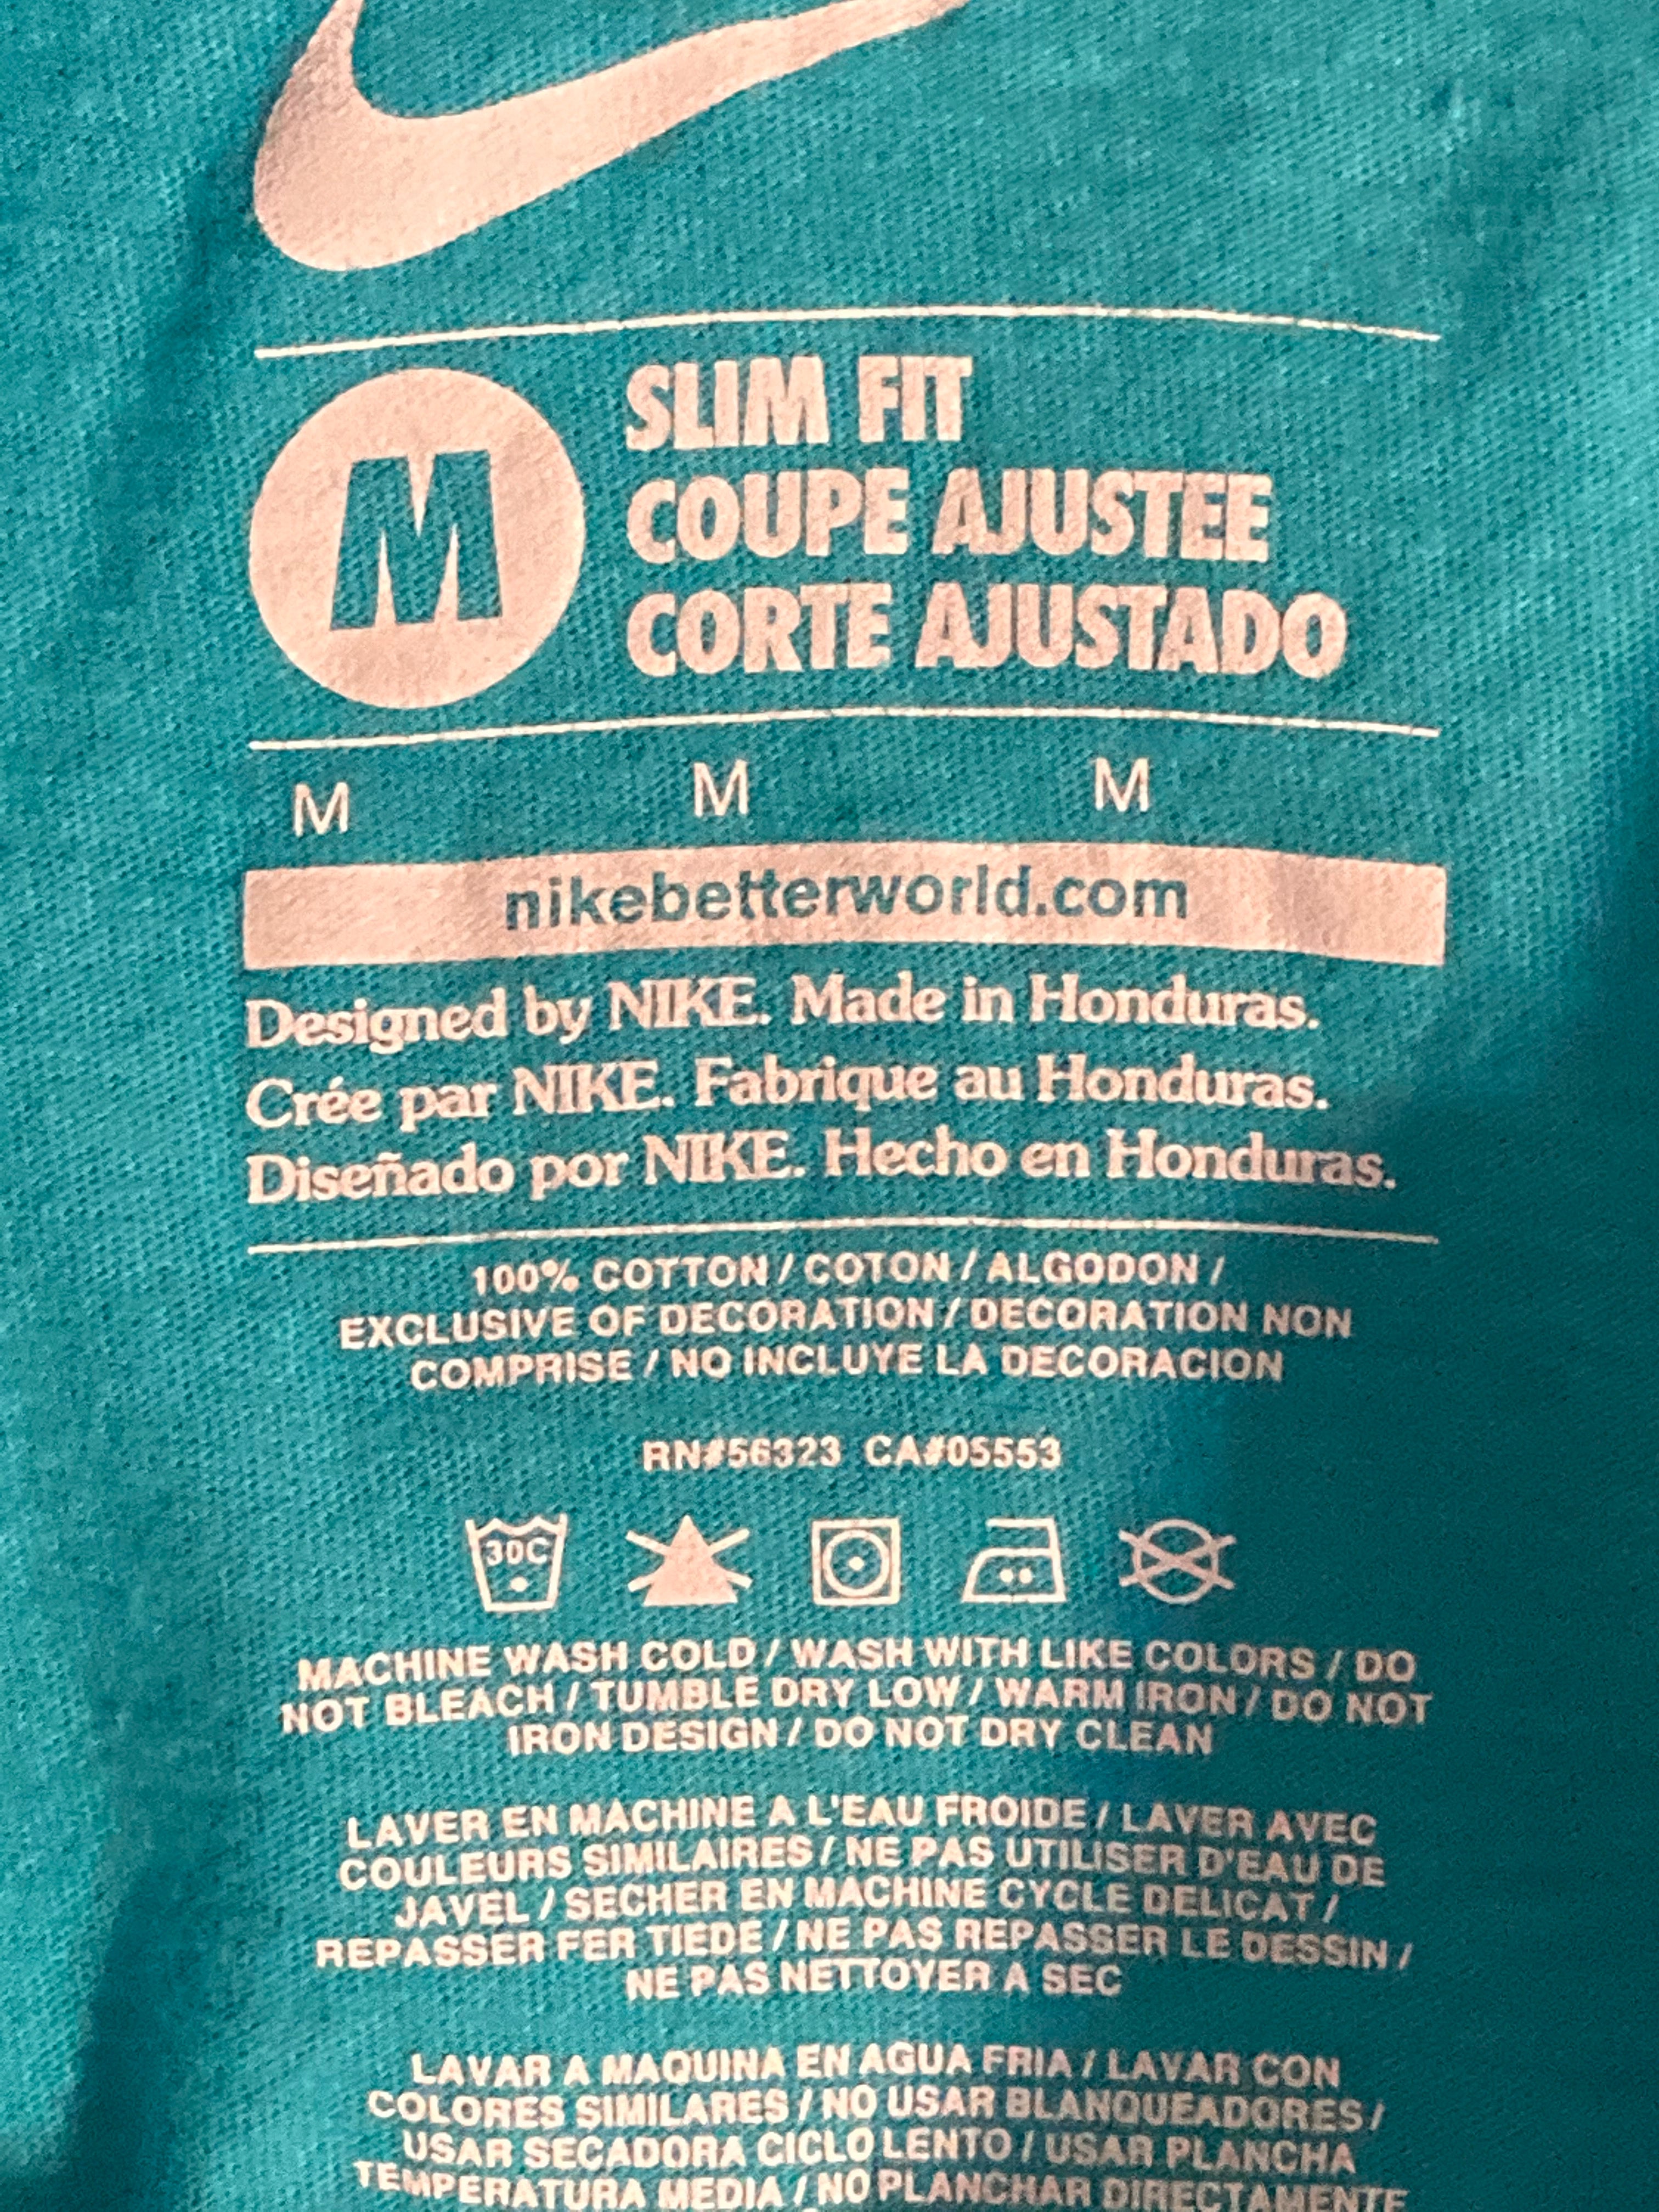 M
SLIM FIT
COUPE AJUSTEE
CORTE AJUSTADO
M M M
nikebetterworld.com
Designed by NIKE. Made in Honduras.
Crée par NIKE. Fabrique au Honduras.
Diseñado por NIKE. Hecho en Honduras.
100% COTTON / COTON / ALGODON /
EXCLUSIVE OF DECORATION / DECORATION NON
COMPRISE / NO INCLUYE LA DECORACION
RN#56323 CA#05553
30C
MACHINE WASH COLD / WASH WITH LIKE COLORS / DO
NOT BLEACH / TUMBLE DRY LOW / WARM IRON / DO NOT
IRON DESIGN / DO NOT DRY CLEAN
LAVER EN MACHINE A L'EAU FROIDE / LAVER AVEC
COULEURS SIMILAIRES / NE PAS UTILISER D'EAU DE
JAVEL / SECHER EN MACHINE CYCLE DELICAT /
REPASSER FER TIEDE / NE PAS REPASSER LE DESSIN /
NE PAS NETTOYER A SEC
LAVAR A MAQUINA EN AGUA FRIA / LAVAR CON
COLORES SIMILARES / NO USAR BLANQUEADORES /
USAR SECADORA CICLO LENTO / USAR PLANCHA
TEMPERATURA MEDIA / NO PLANCHAR DIRECTAMENTE